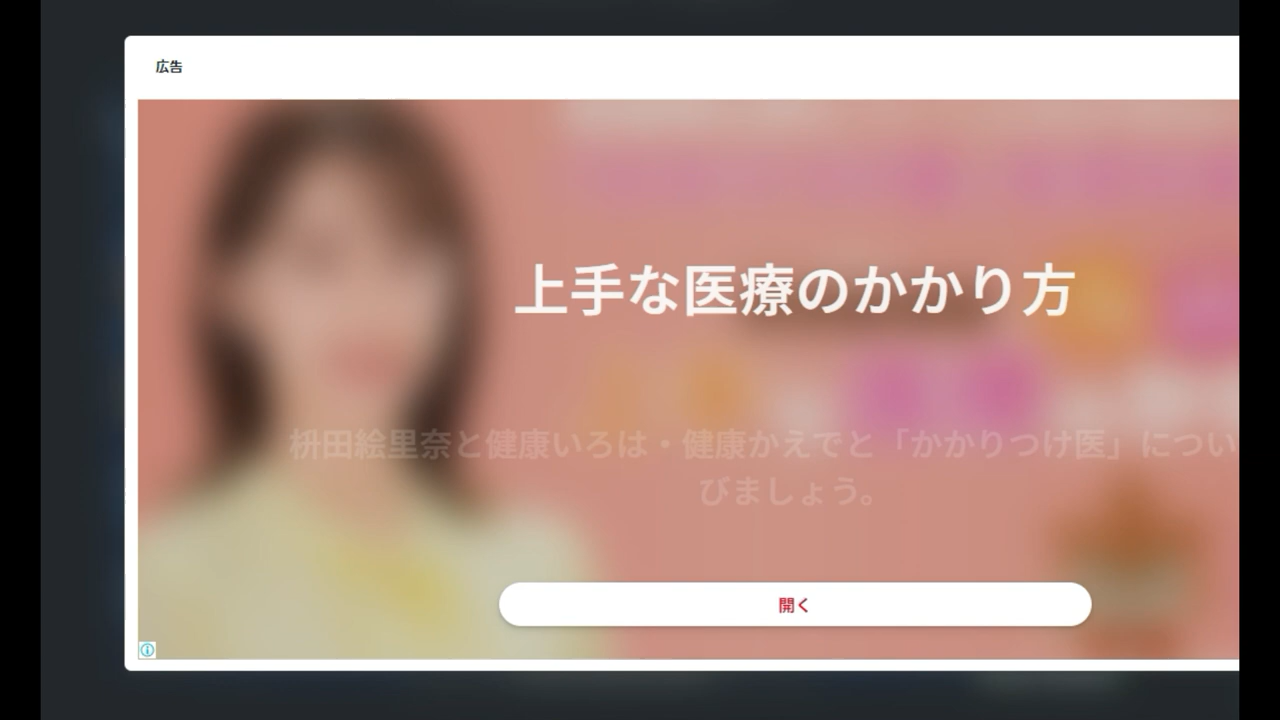 広告
上手な医療のかかり方
枡田絵里奈と健康いろは・健康かえでと「かかりつけ医」につい
びましょう。
開く